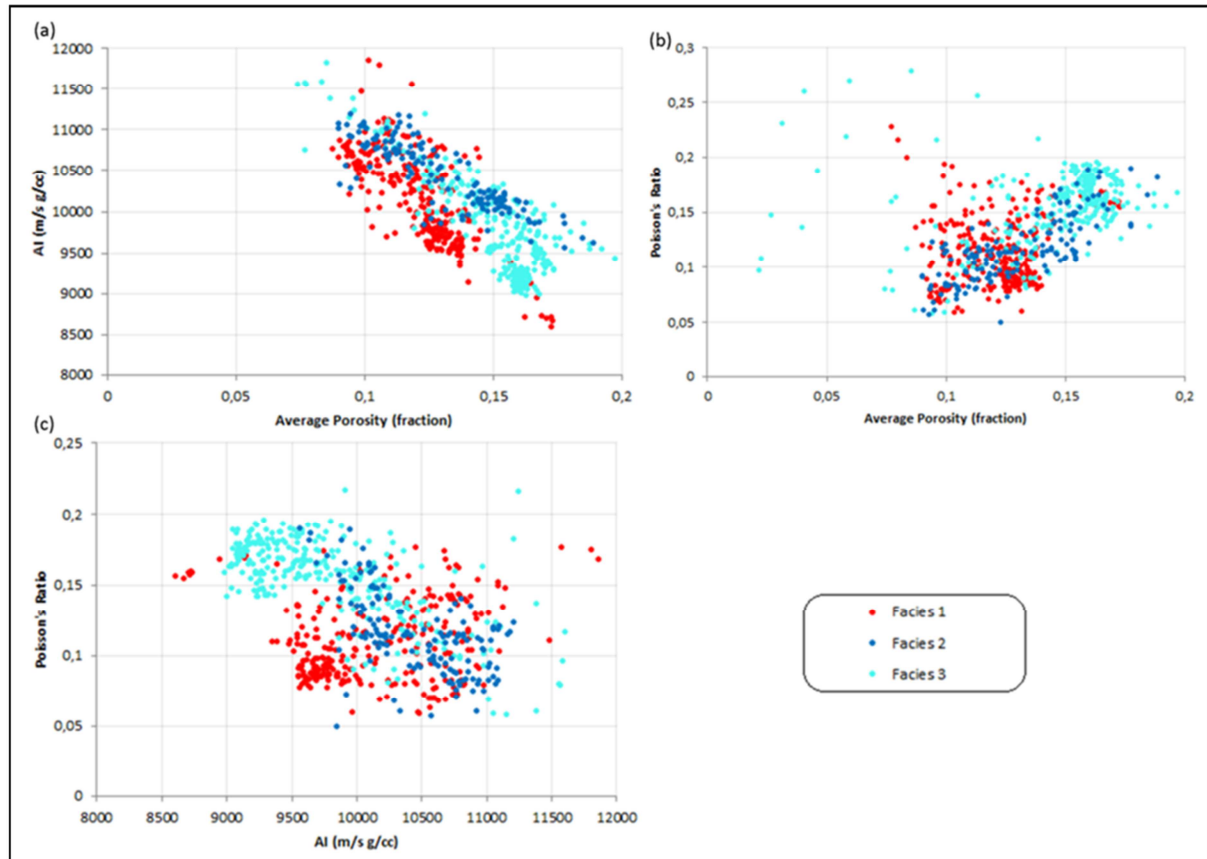 (a)
12000
11500
11000
10500
10000
9500
9000
8500
8000
AI (m/s g/cc)
0 0,05 0,1 0,15 0,2
Average Porosity (fraction)
(b)
0,3
0,25
0,2
0,15
0,1
0,05
0
Poisson's Ratio
0 0,05 0,1 0,15 0,2
Average Porosity (fraction)
(c)
0,25
0,2
0,15
0,1
0,05
0
Poisson's Ratio
8000 8500 9000 9500 10000 10500 11000 11500 12000
AI (m/s g/cc)
Facies 1
Facies 2
Facies 3